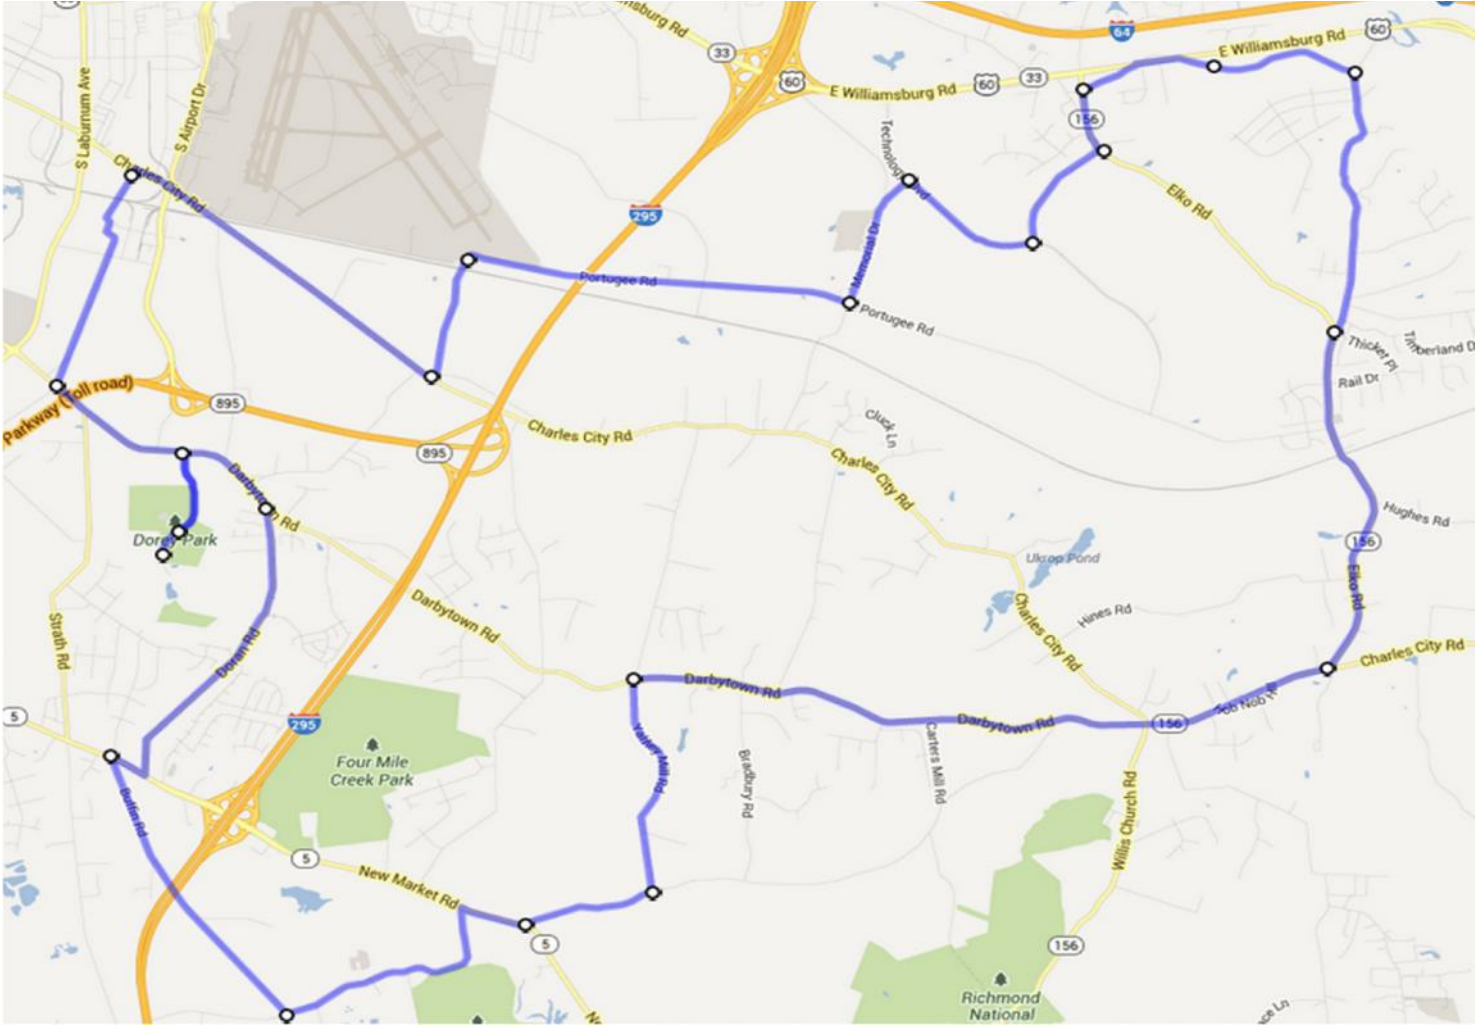 nsburg Rd
33
60
E Williamsburg Rd
60
33
64
E Williamsburg Rd
60
S Laburnum Ave
S Airport Dr
Charles City Rd
156
Technology Blvd
Elko Rd
295
Memorial Dr
Portugee Rd
Portugee Rd
Thicket Pl
Timberland D
Rail Dr
Parkway (Toll road)
895
895
Charles City Rd
Cluck Ln
Charles City Rd
Darbytown Rd
Dorey Park
Hughes Rd
156
Elko Rd
Ukrop Pond
Hines Rd
Charles City Rd
Charles City Rd
Darbytown Rd
Strath Rd
Doran Rd
5
295
Four Mile
Creek Park
Darbytown Rd
Darbytown Rd
156
Yahley Mill Rd
Bradbury Rd
Carters Mill Rd
Willis Church Rd
Buffin Rd
5
New Market Rd
5
156
Richmond
National
ce Ln